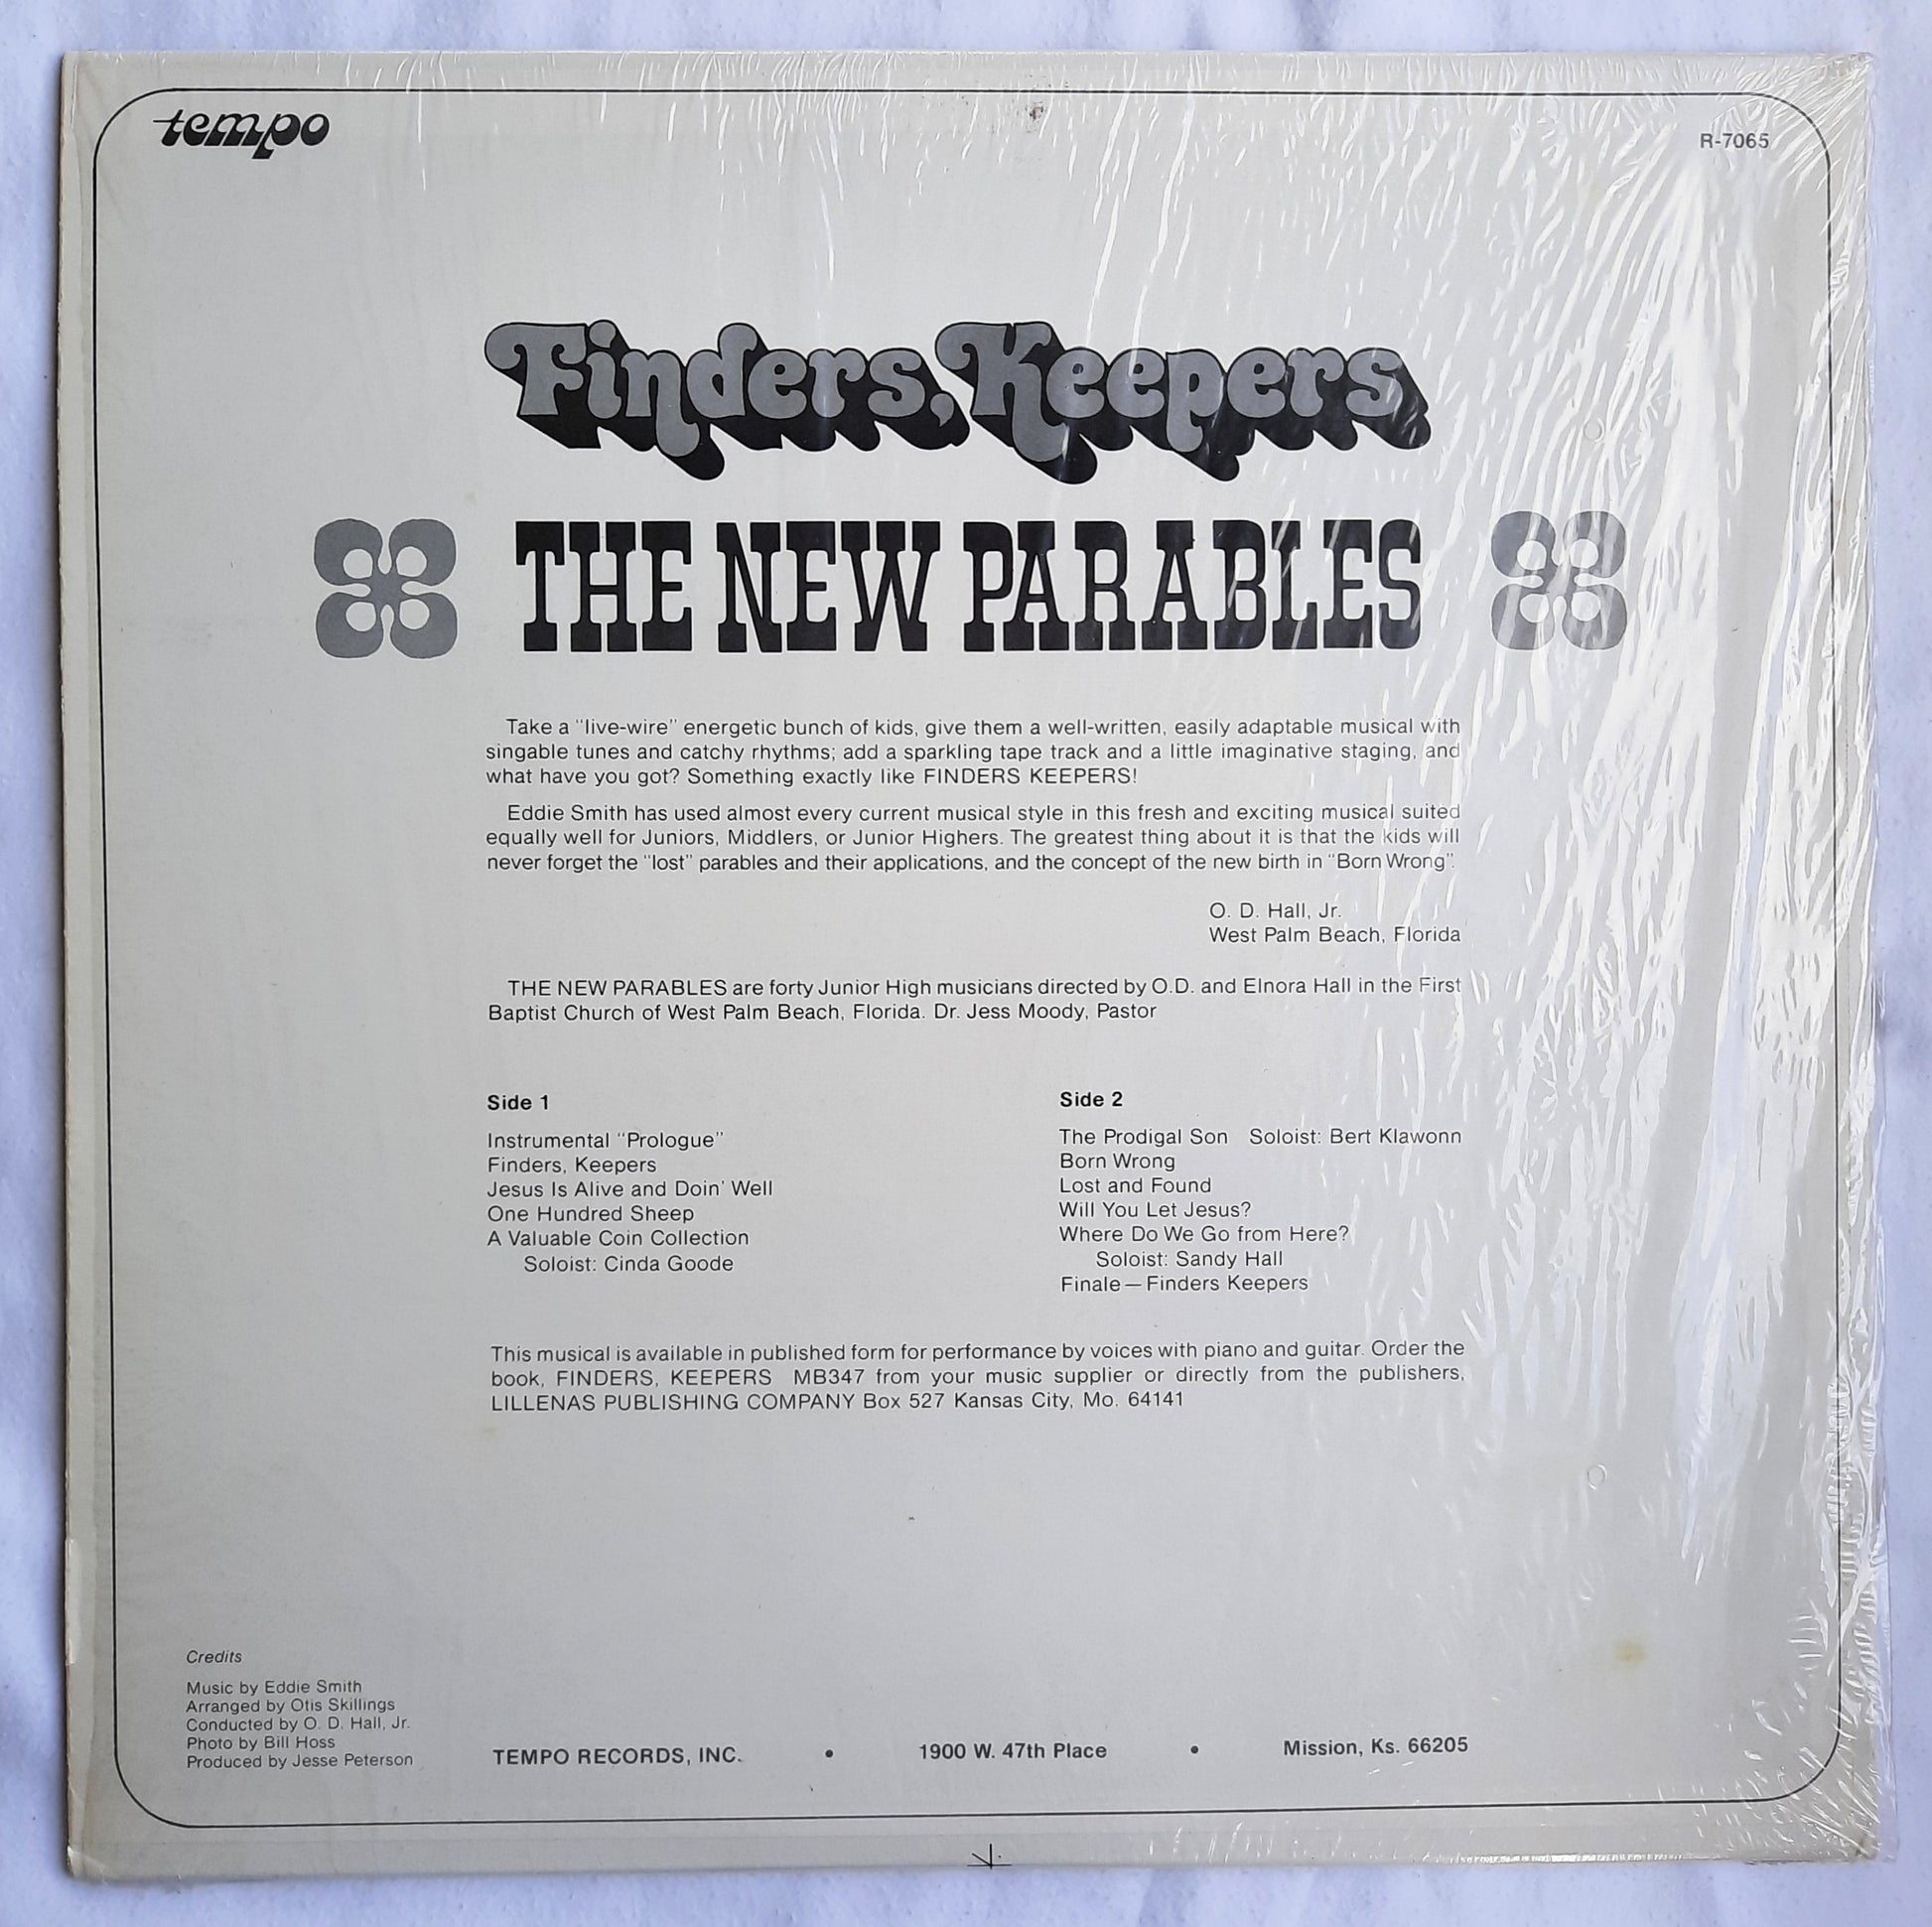 tempo
R-7065
Finders, Keepers
THE NEW PARABLES
Take a "live-wire" energetic bunch of kids, give them a well-written, easily adaptable musical with
singable tunes and catchy rhythms; add a sparkling tape track and a little imaginative staging, and
what have you got? Something exactly like FINDERS KEEPERS!
Eddie Smith has used almost every current musical style in this fresh and exciting musical suited
equally well for Juniors, Middlers, or Junior Highers. The greatest thing about it is that the kids will
never forget the "lost" parables and their applications, and the concept of the new birth in "Born Wrong".
O. D. Hall, Jr.
West Palm Beach, Florida
THE NEW PARABLES are forty Junior High musicians directed by O.D. and Elnora Hall in the First
Baptist Church of West Palm Beach, Florida. Dr. Jess Moody, Pastor
Side 1
Instrumental "Prologue"
Finders, Keepers
Jesus Is Alive and Doin' Well
One Hundred Sheep
A Valuable Coin Collection
Soloist: Cinda Goode
Side 2
The Prodigal Son Soloist: Bert Klawonn
Born Wrong
Lost and Found
Will You Let Jesus?
Where Do We Go from Here?
Soloist: Sandy Hall
Finale — Finders Keepers
This musical is available in published form for performance by voices with piano and guitar. Order the
book, FINDERS, KEEPERS MB347 from your music supplier or directly from the publishers,
LILLENAS PUBLISHING COMPANY Box 527 Kansas City, Mo. 64141
Credits
Music by Eddie Smith
Arranged by Otis Skillings
Conducted by O. D. Hall, Jr.
Photo by Bill Hoss
Produced by Jesse Peterson
TEMPO RECORDS, INC. • 1900 W. 47th Place • Mission, Ks. 66205